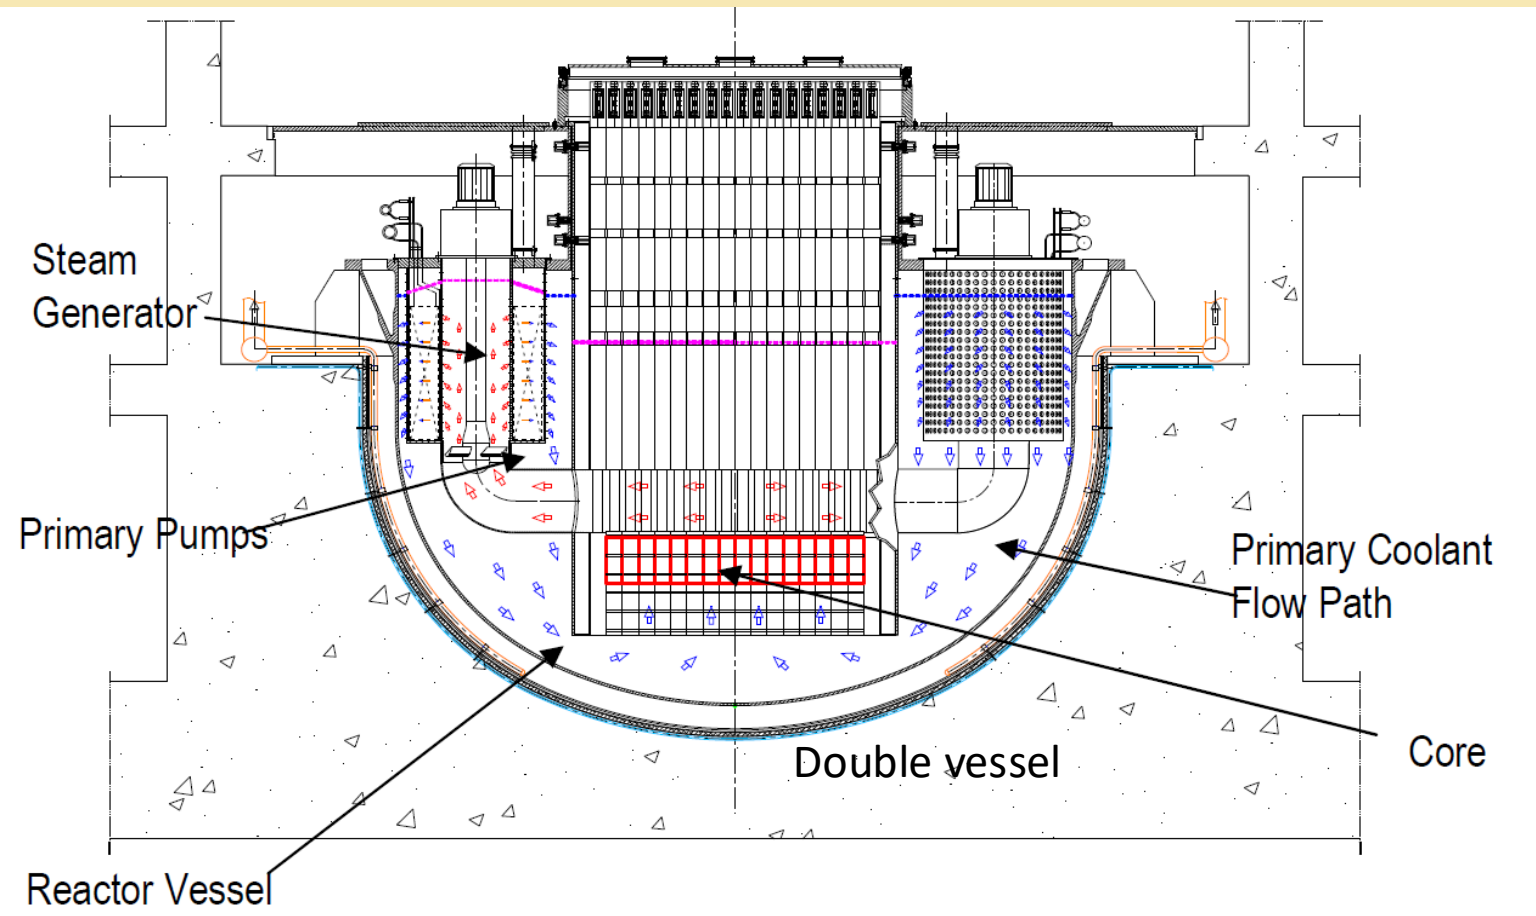 Steam
Generator
Primary Pumps
Primary Coolant
Flow Path
Double vessel
Core
Reactor Vessel